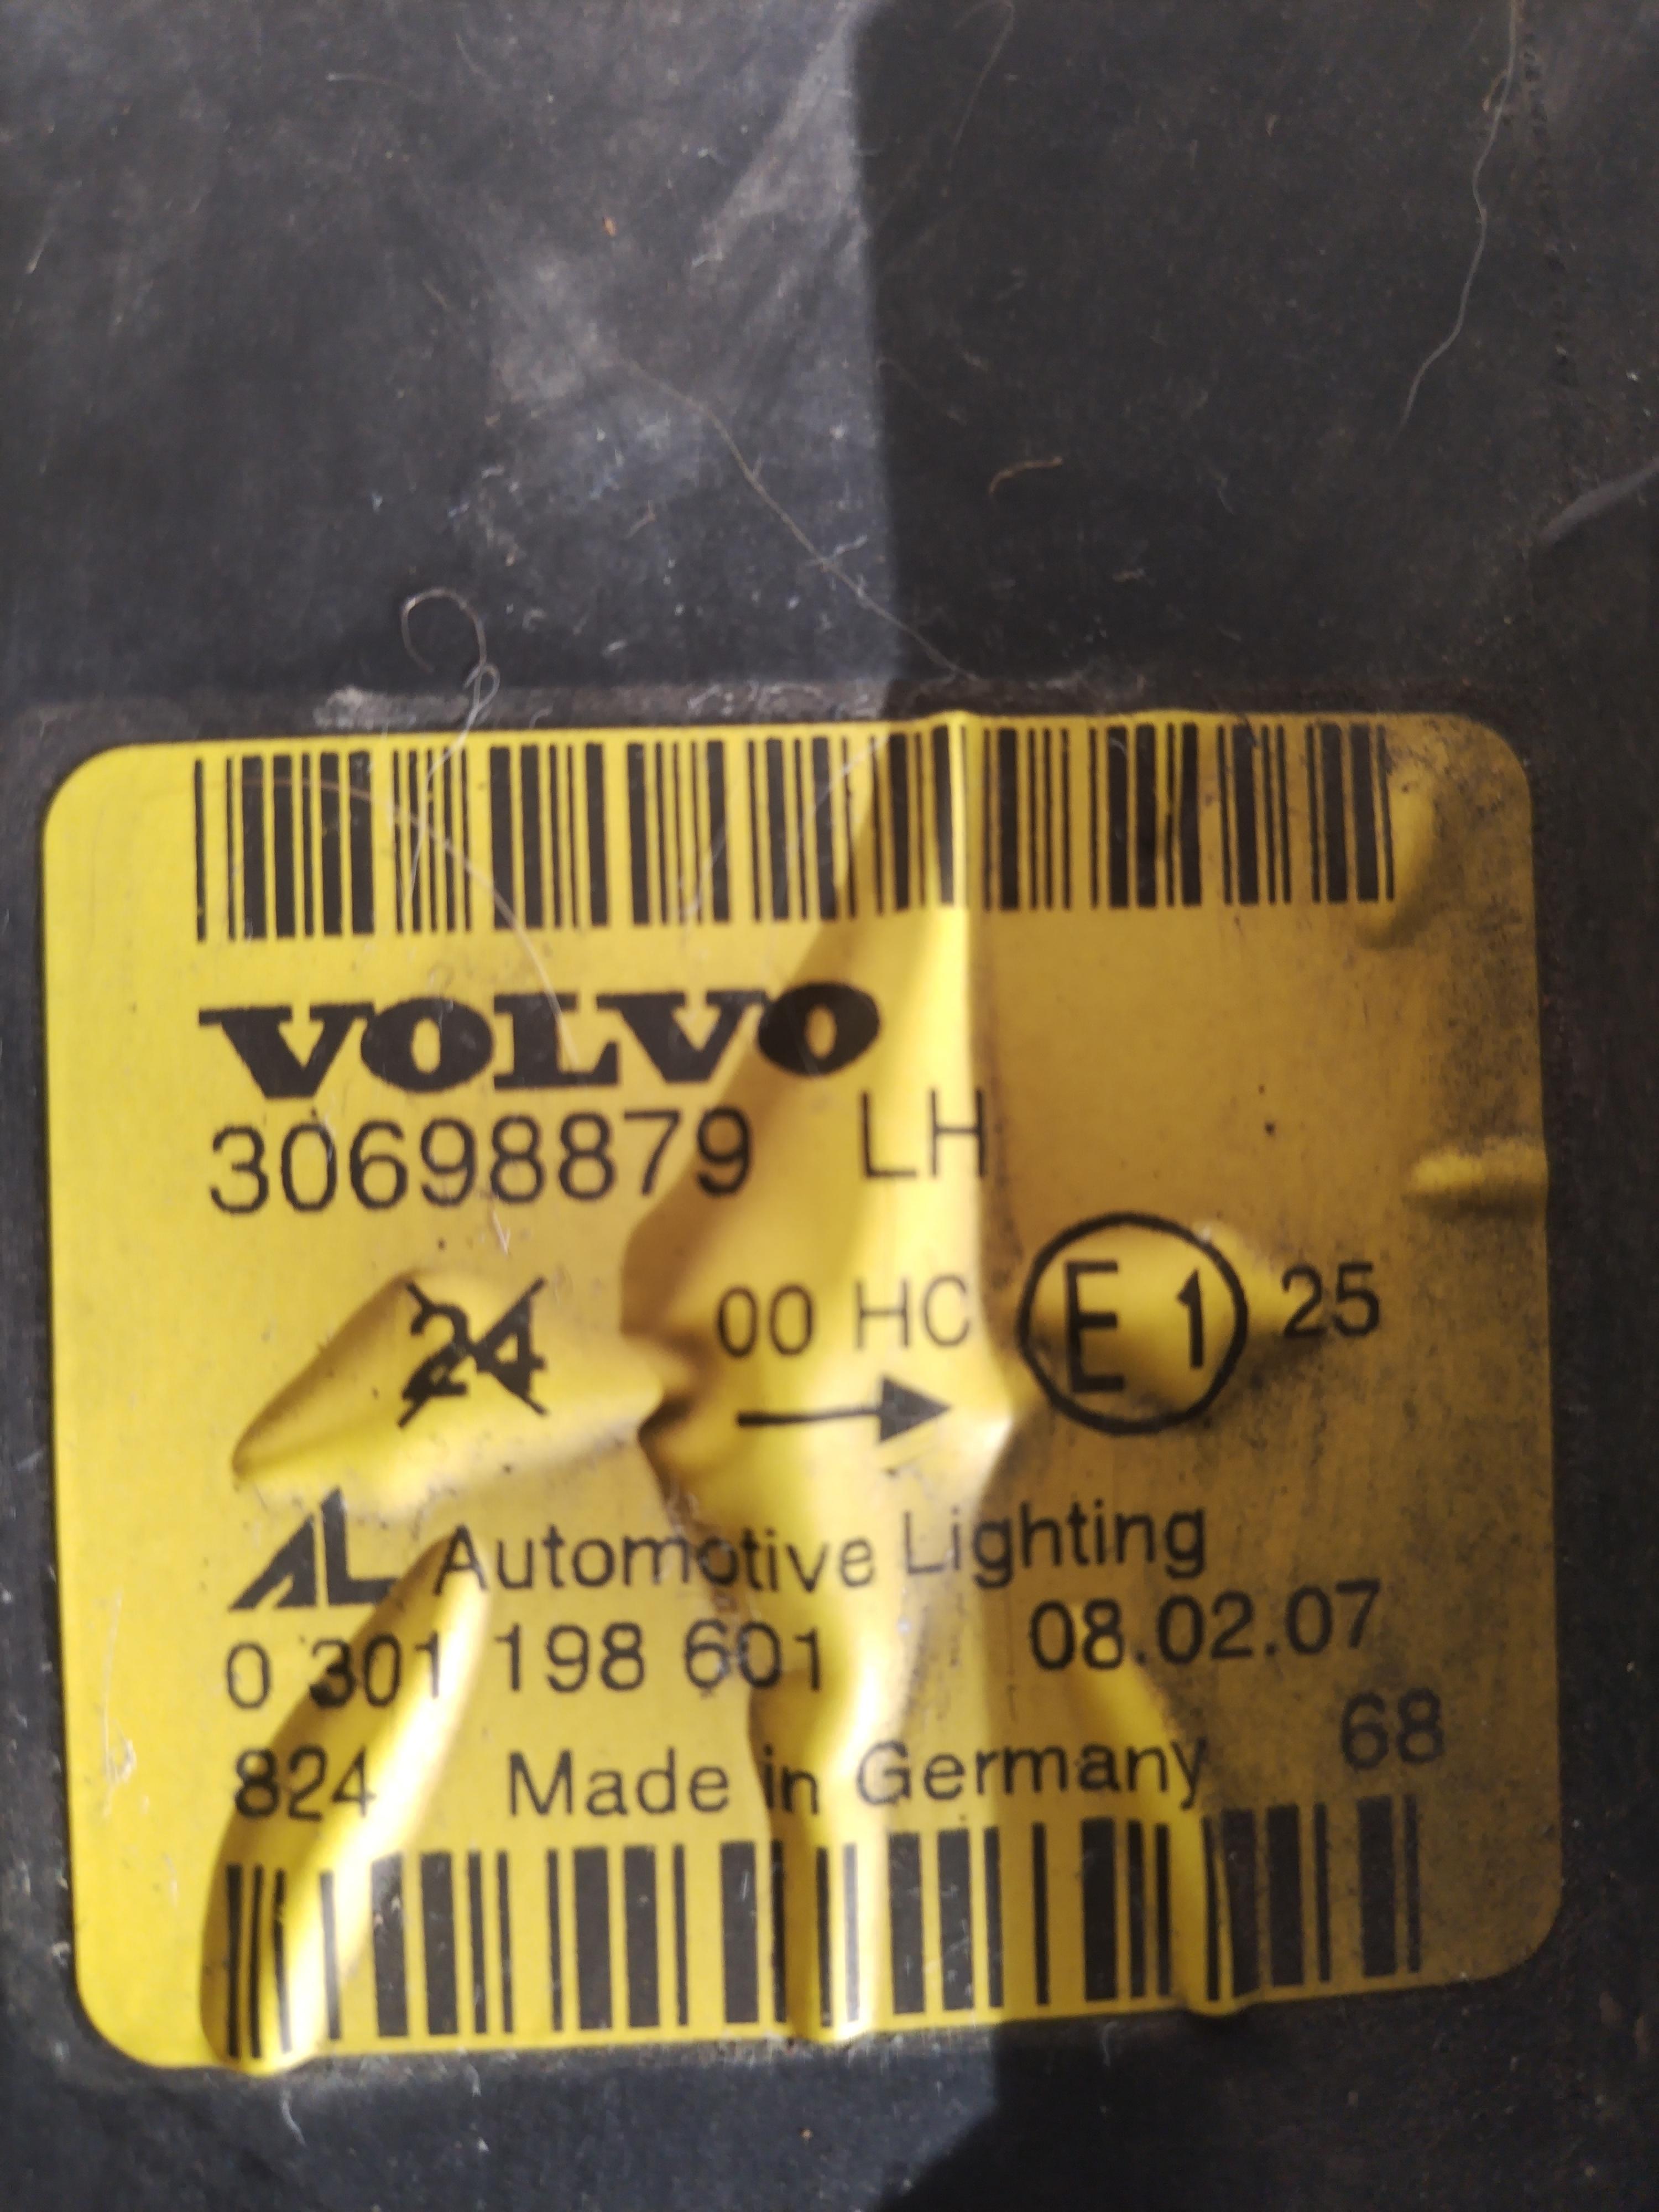 VOLVO
30698879 LH
24 00 HC E1 25
→
AL Automotive Lighting
0 301 198 601 08.02.07
824 Made in Germany 68